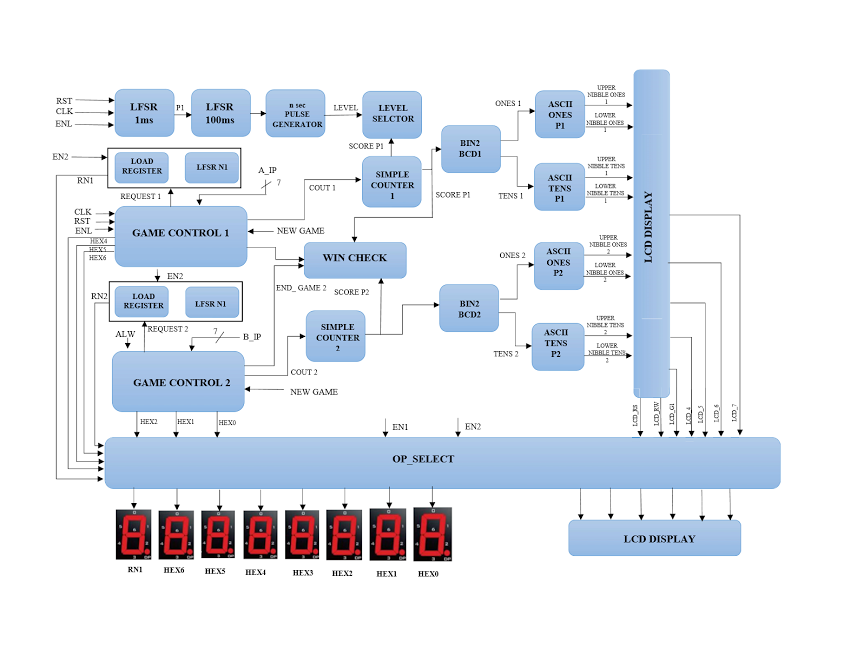 RST
CLK
ENL
LFSR
1ms
P1
LFSR
100ms
n sec
PULSE
GENERATOR
LEVEL
LEVEL
SELCTOR
SCORE P1
EN2
RN1
LOAD
REGISTER
LFSR N1
REQUEST 1
A_IP
7
COUT 1
SIMPLE
COUNTER
1
SCORE P1
BIN2
BCD1
ONES 1
TENS 1
ASCII
ONES
P1
UPPER
NIBBLE ONES
1
LOWER
NIBBLE ONES
1
ASCII
TENS
P1
UPPER
NIBBLE TENS
1
LOWER
NIBBLE TENS
1
LCD DISPLAY
CLK
RST
ENL
HEX4
HEX5
HEX6
GAME CONTROL 1
NEW GAME
WIN CHECK
END_ GAME 2
SCORE P2
EN2
RN2
LOAD
REGISTER
LFSR N1
REQUEST 2
ALW
7
B_IP
SIMPLE
COUNTER
2
COUT 2
GAME CONTROL 2
NEW GAME
BIN2
BCD2
ONES 2
TENS 2
ASCII
ONES
P2
UPPER
NIBBLE ONES
2
LOWER
NIBBLE ONES
2
ASCII
TENS
P2
UPPER
NIBBLE TENS
2
LOWER
NIBBLE TENS
2
HEX2
HEX1
HEX0
EN1
EN2
LCD_RS
LCD_RW
LCD_G1
LCD_4
LCD_5
LCD_6
LCD_7
OP_SELECT
RN1
HEX6
HEX5
HEX4
HEX3
HEX2
HEX1
HEX0
LCD DISPLAY